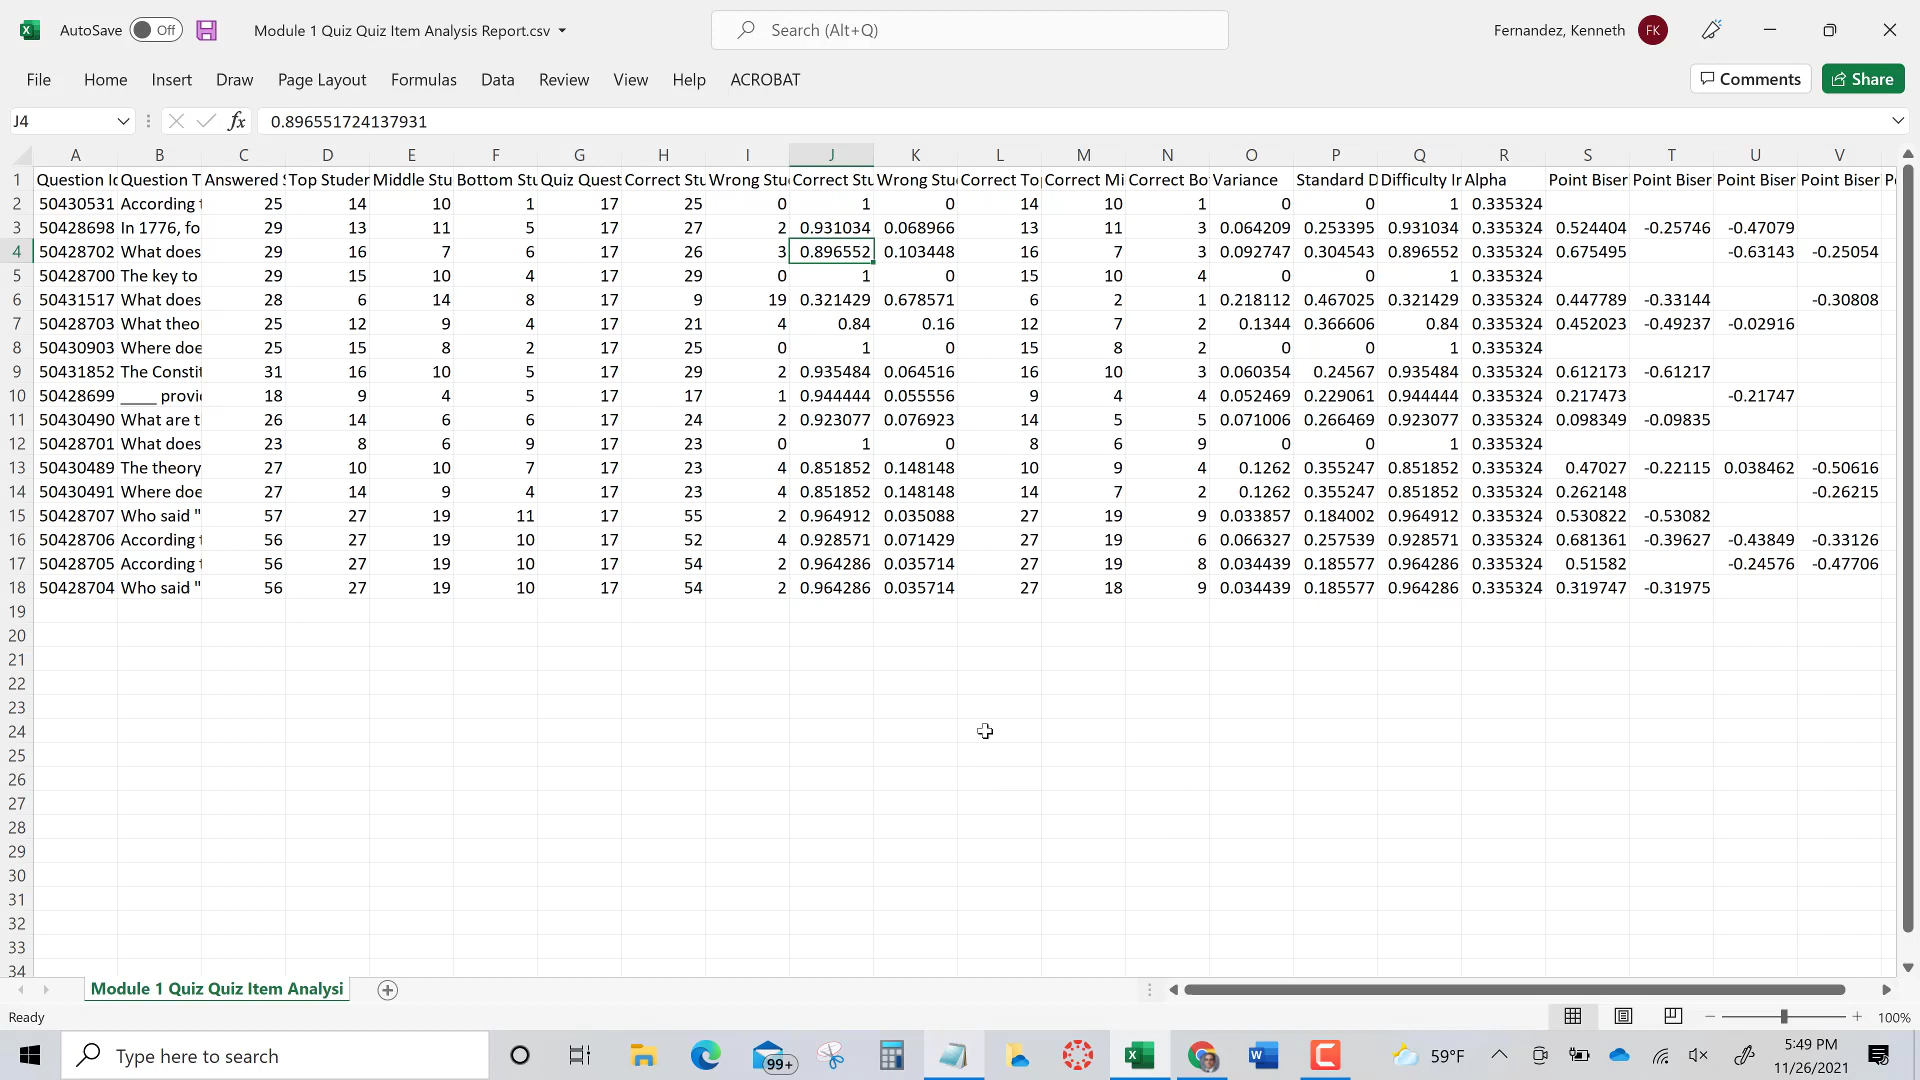 AutoSave Off Module 1 Quiz Quiz Item Analysis Report.csv Search (Alt+Q) Fernandez, Kenneth FK
File Home Insert Draw Page Layout Formulas Data Review View Help ACROBAT Comments Share
J4 fx 0.896551724137931
A B C D E F G H I J K L M N O P Q R S T U V
1 Question Ic Question T Answered S Top Studer Middle Stu Bottom Stu Quiz Quest Correct Stu Wrong Stu Correct Stu Wrong Stu Correct Top Correct Mi Correct Bo Variance Standard D Difficulty In Alpha Point Biser Point Biser Point Biser Point Biser Po
2 50430531 According t 25 14 10 1 17 25 0 1 0 14 10 1 0 0 1 0.335324
3 50428698 In 1776, fo 29 13 11 5 17 27 2 0.931034 0.068966 13 11 3 0.064209 0.253395 0.931034 0.335324 0.524404 -0.25746 -0.47079
4 50428702 What does 29 16 7 6 17 26 3 0.896552 0.103448 16 7 3 0.092747 0.304543 0.896552 0.335324 0.675495 -0.63143 -0.25054
5 50428700 The key to 29 15 10 4 17 29 0 1 0 15 10 4 0 0 1 0.335324
6 50431517 What does 28 6 14 8 17 9 19 0.321429 0.678571 6 2 1 0.218112 0.467025 0.321429 0.335324 0.447789 -0.33144 -0.30808
7 50428703 What theo 25 12 9 4 17 21 4 0.84 0.16 12 7 2 0.1344 0.366606 0.84 0.335324 0.452023 -0.49237 -0.02916
8 50430903 Where doe 25 15 8 2 17 25 0 1 0 15 8 2 0 0 1 0.335324
9 50431852 The Constit 31 16 10 5 17 29 2 0.935484 0.064516 16 10 3 0.060354 0.24567 0.935484 0.335324 0.612173 -0.61217
10 50428699 ____ provi 18 9 4 5 17 17 1 0.944444 0.055556 9 4 4 0.052469 0.229061 0.944444 0.335324 0.217473 -0.21747
11 50430490 What are t 26 14 6 6 17 24 2 0.923077 0.076923 14 5 5 0.071006 0.266469 0.923077 0.335324 0.098349 -0.09835
12 50428701 What does 23 8 6 9 17 23 0 1 0 8 6 9 0 0 1 0.335324
13 50430489 The theory 27 10 10 7 17 23 4 0.851852 0.148148 10 9 4 0.1262 0.355247 0.851852 0.335324 0.47027 -0.22115 0.038462 -0.50616
14 50430491 Where doe 27 14 9 4 17 23 4 0.851852 0.148148 14 7 2 0.1262 0.355247 0.851852 0.335324 0.262148 -0.26215
15 50428707 Who said " 57 27 19 11 17 55 2 0.964912 0.035088 27 19 9 0.033857 0.184002 0.964912 0.335324 0.530822 -0.53082
16 50428706 According t 56 27 19 10 17 52 4 0.928571 0.071429 27 19 6 0.066327 0.257539 0.928571 0.335324 0.681361 -0.39627 -0.43849 -0.33126
17 50428705 According t 56 27 19 10 17 54 2 0.964286 0.035714 27 19 8 0.034439 0.185577 0.964286 0.335324 0.51582 -0.24576 -0.47706
18 50428704 Who said " 56 27 19 10 17 54 2 0.964286 0.035714 27 18 9 0.034439 0.185577 0.964286 0.335324 0.319747 -0.31975
19
20
21
22
23
24
25
26
27
28
29
30
31
32
33
34
Module 1 Quiz Quiz Item Analysi
Ready 100%
Type here to search 99+ 59°F 5:49 PM
11/26/2021